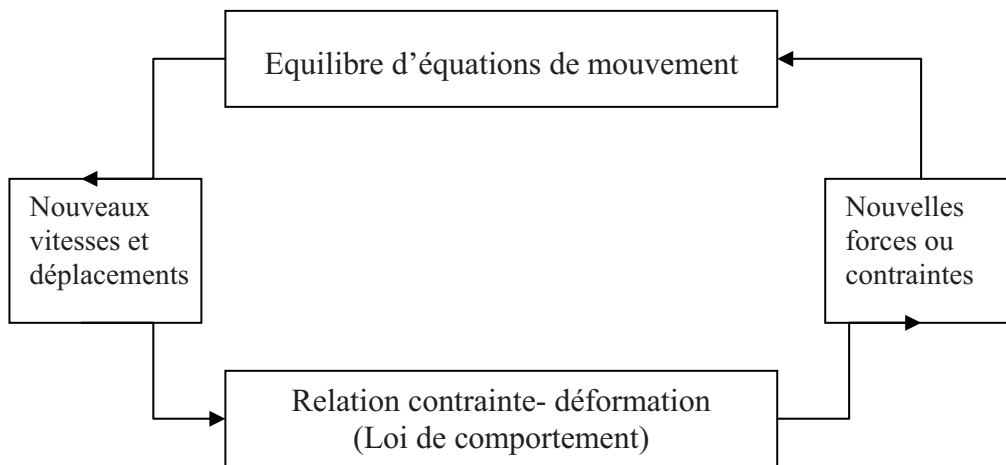 Equilibre d’équations de mouvement
Nouveaux
vitesses et
déplacements
Nouvelles
forces ou
contraintes
Relation contrainte- déformation
(Loi de comportement)